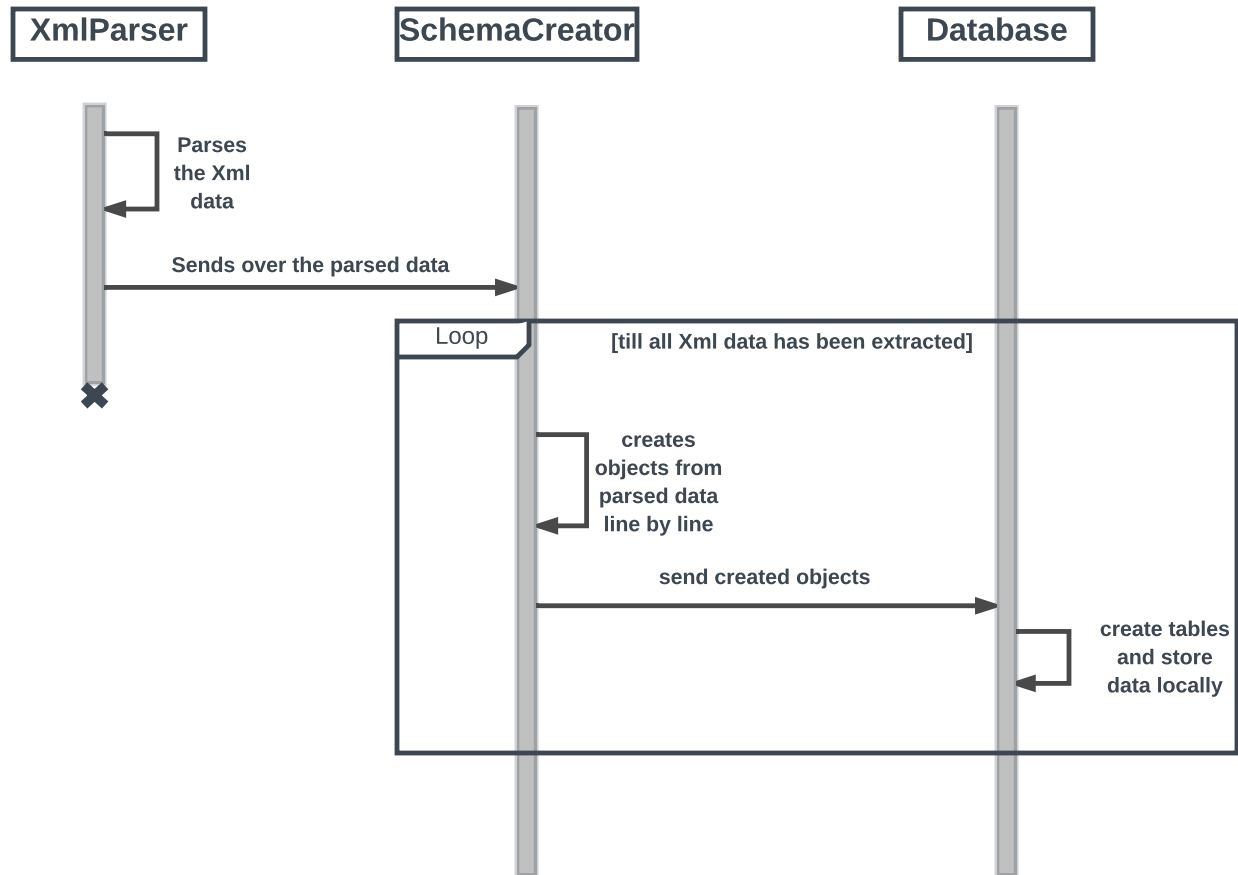 XmlParser
SchemaCreator
Database
Parses
the Xml
data
Sends over the parsed data
Loop
[till all Xml data has been extracted]
creates
objects from
parsed data
line by line
send created objects
create tables
and store
data locally